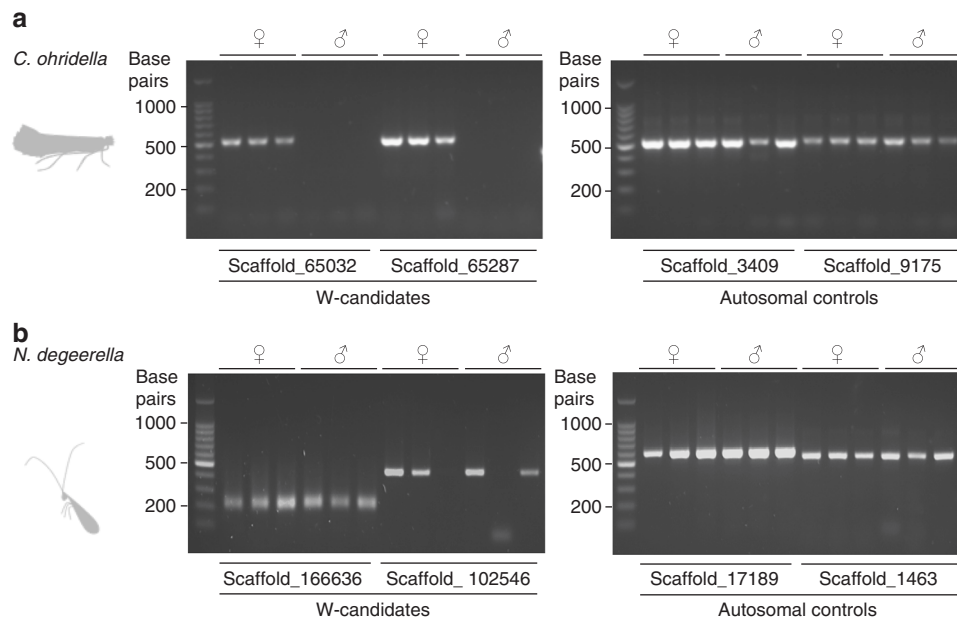 a
C. ohridella
♀ ♂ ♀ ♂
♀ ♂ ♀ ♂
Base
pairs
1000
500
200
Base
pairs
1000
500
200
Scaffold_65032 Scaffold_65287
W-candidates
Scaffold_3409 Scaffold_9175
Autosomal controls
b
N. degeerella
♀ ♂ ♀ ♂
♀ ♂ ♀ ♂
Base
pairs
1000
500
200
Base
pairs
1000
500
200
Scaffold_166636 Scaffold_ 102546
W-candidates
Scaffold_17189 Scaffold_1463
Autosomal controls